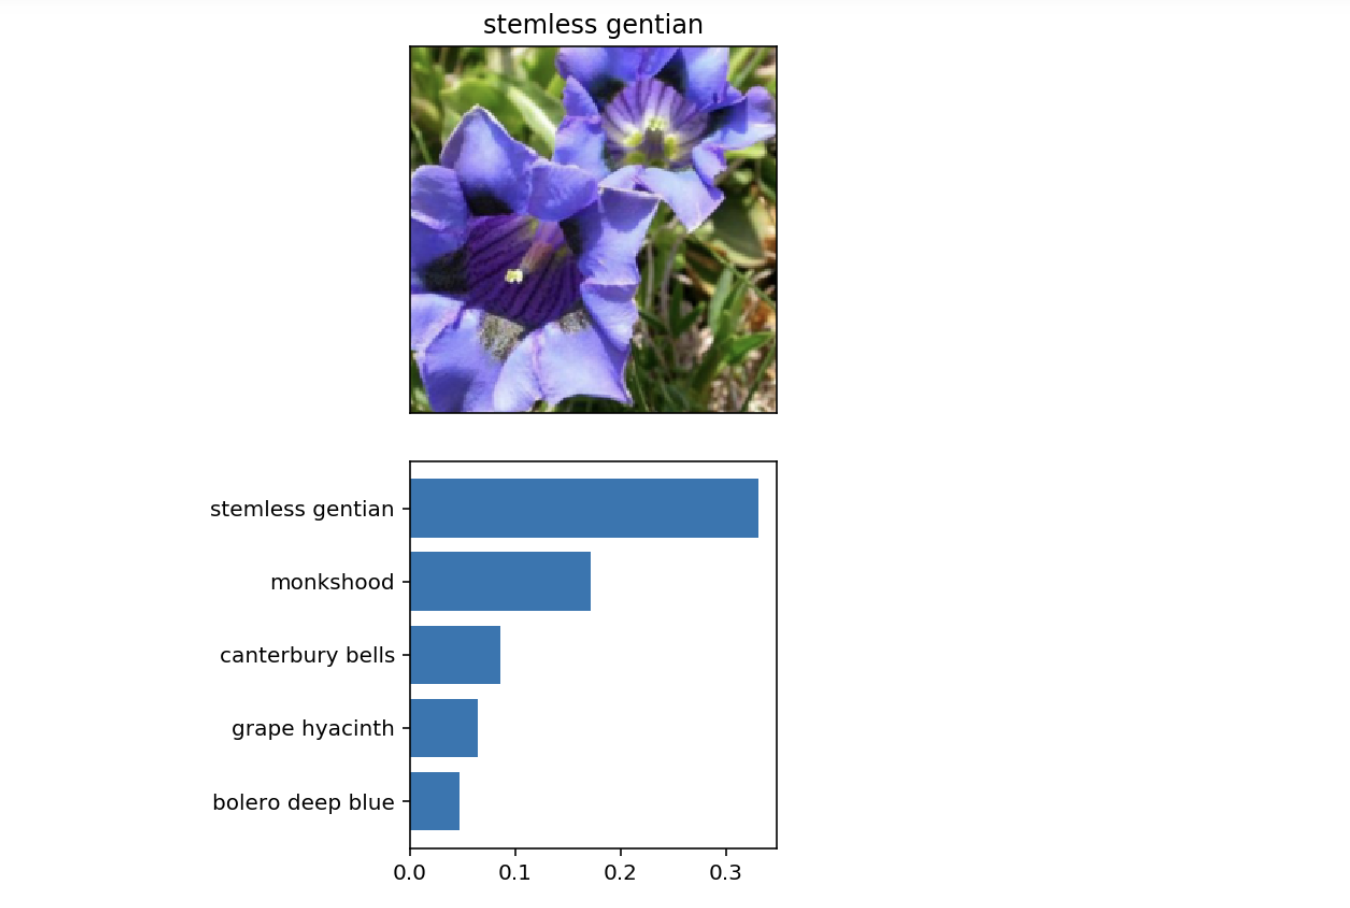 stemless gentian
stemless gentian
monkshood
canterbury bells
grape hyacinth
bolero deep blue
0.0 0.1 0.2 0.3